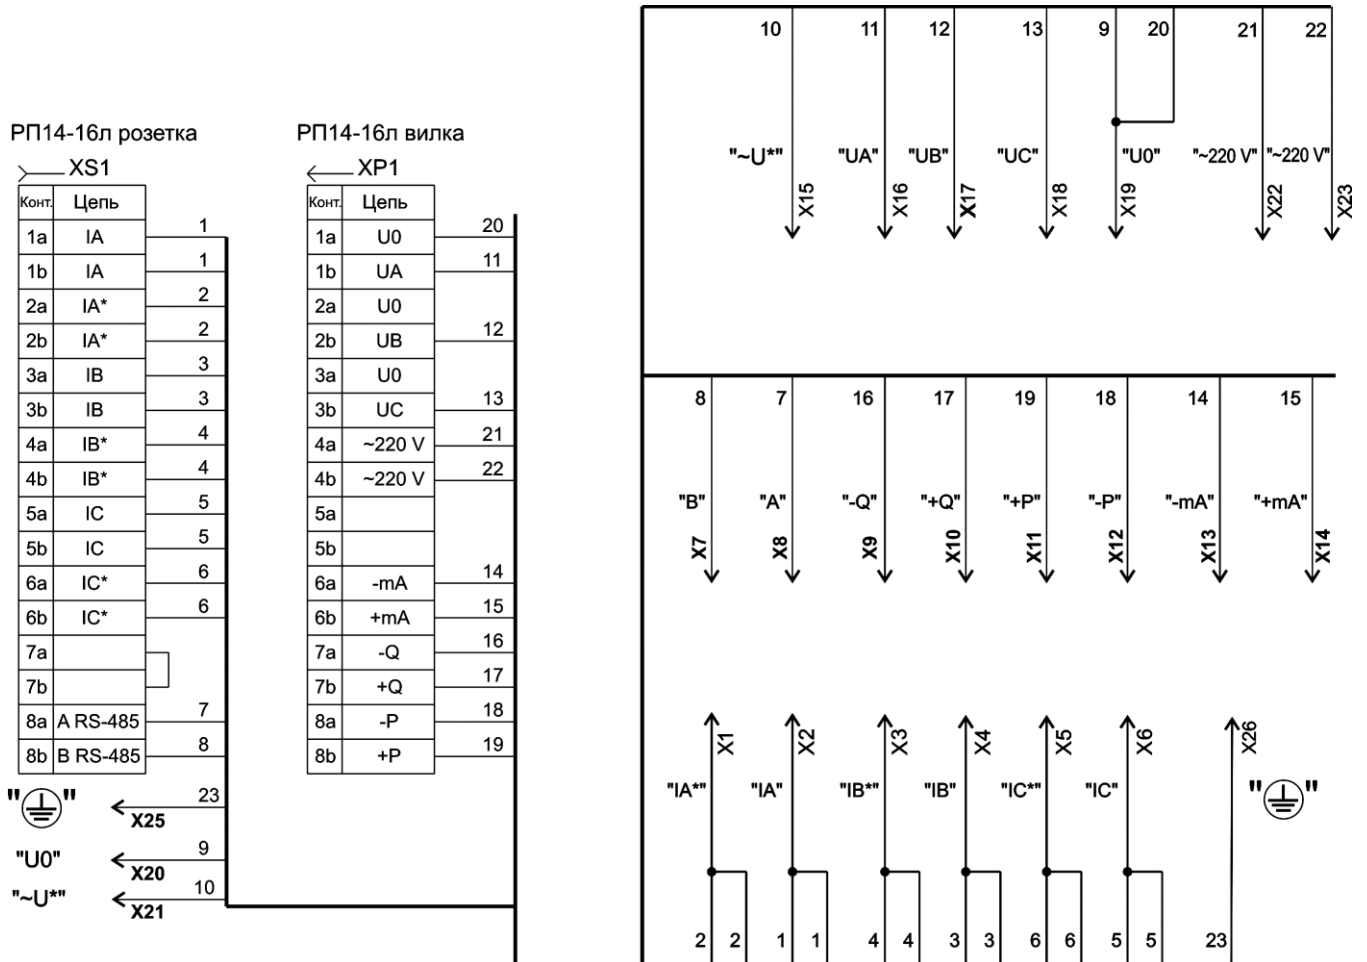 РП14-16л розетка
XS1
Конт. Цепь
1a IA 1
1b IA 1
2a IA* 2
2b IA* 2
3a IB 3
3b IB 3
4a IB* 4
4b IB* 4
5a IC 5
5b IC 5
6a IC* 6
6b IC* 6
7a
7b
8a A RS-485 7
8b B RS-485 8
" " 23
X25
"U0" 9
X20
"~U*" 10
X21
РП14-16л вилка
XP1
Конт. Цепь
1a U0 20
1b UA 11
2a U0
2b UB 12
3a U0
3b UC 13
4a ~220 V 21
4b ~220 V 22
5a
5b
6a -mA 14
6b +mA 15
7a -Q 16
7b +Q 17
8a -P 18
8b +P 19
10 11 12 13 9 20 21 22
"~U*" "UA" "UB" "UC" "U0" "~220 V" "~220 V"
X15 X16 X17 X18 X19 X22 X23
8 7 16 17 19 18 14 15
"B" "A" "-Q" "+Q" "+P" "-P" "-mA" "+mA"
X7 X8 X9 X10 X11 X12 X13 X14
X1 X2 X3 X4 X5 X6 X26
"IA*" "IA" "IB*" "IB" "IC*" "IC" " "
2 2 1 1 4 4 3 3 6 6 5 5 23